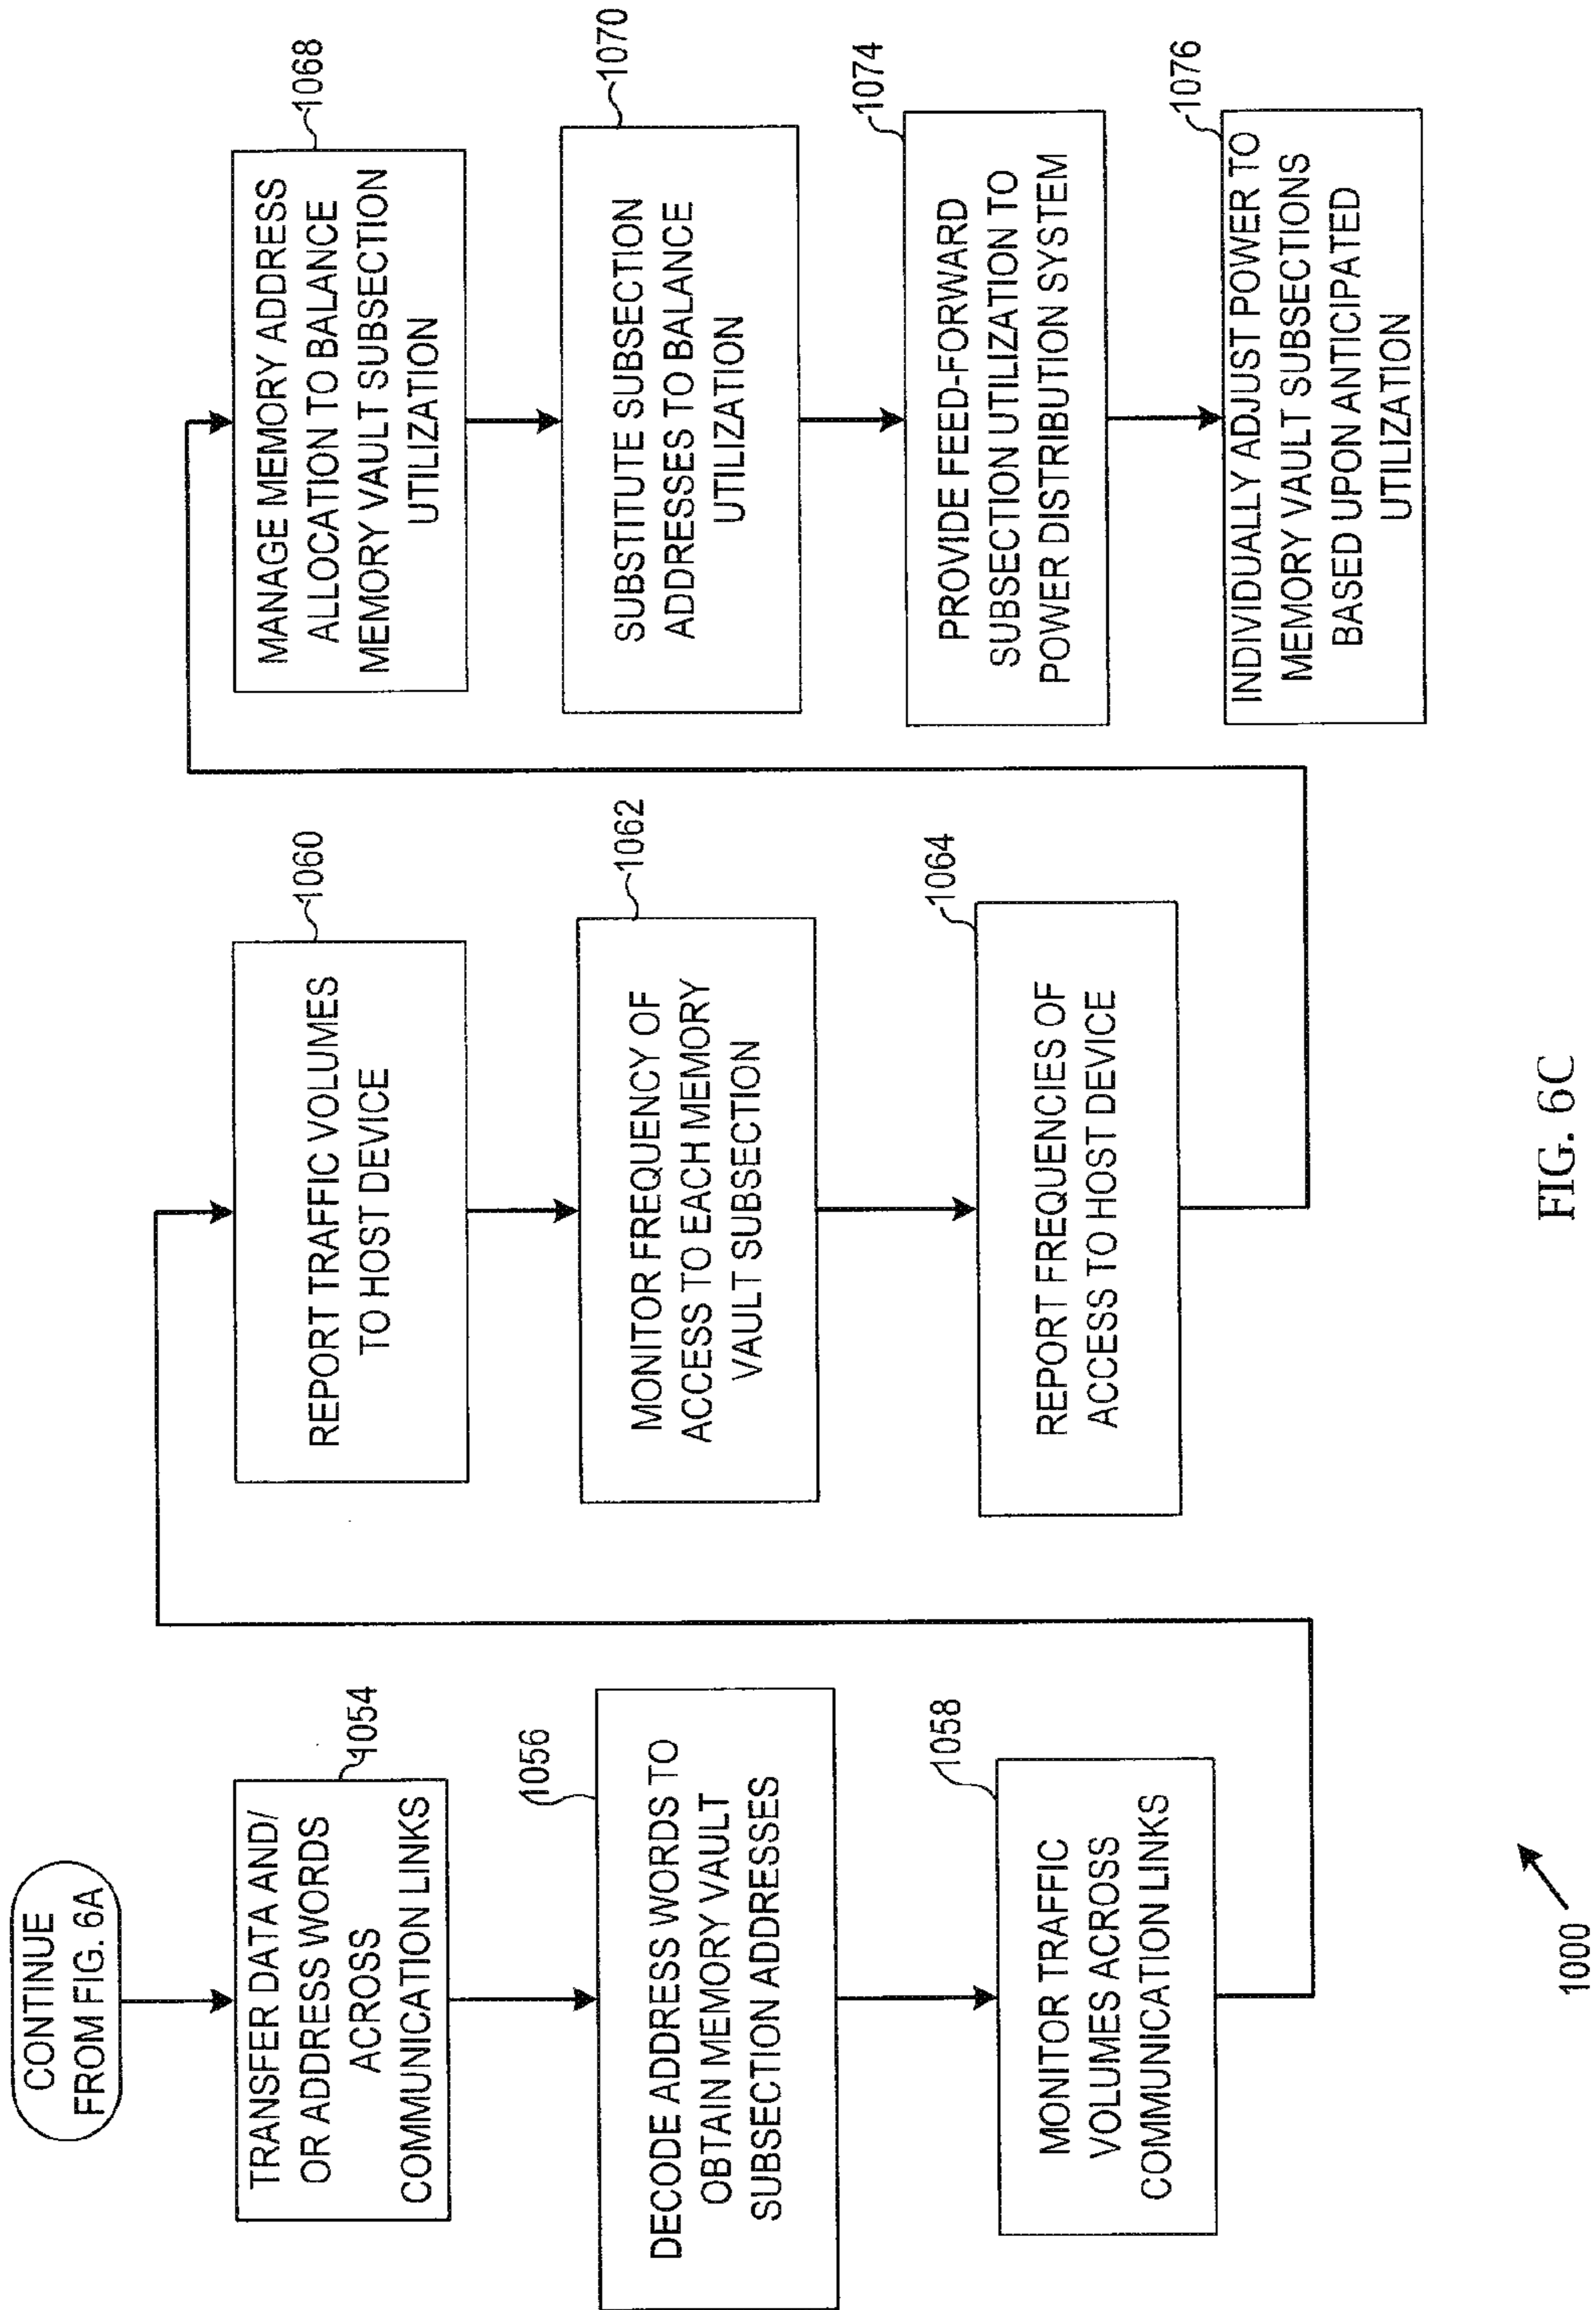 CONTINUE
FROM FIG. 6A
1054
TRANSFER DATA AND/
OR ADDRESS WORDS
ACROSS
COMMUNICATION LINKS
1056
DECODE ADDRESS WORDS TO
OBTAIN MEMORY VAULT
SUBSECTION ADDRESSES
1058
MONITOR TRAFFIC
VOLUMES ACROSS
COMMUNICATION LINKS
1060
REPORT TRAFFIC VOLUMES
TO HOST DEVICE
1062
MONITOR FREQUENCY OF
ACCESS TO EACH MEMORY
VAULT SUBSECTION
1064
REPORT FREQUENCIES OF
ACCESS TO HOST DEVICE
1068
MANAGE MEMORY ADDRESS
ALLOCATION TO BALANCE
MEMORY VAULT SUBSECTION
UTILIZATION
1070
SUBSTITUTE SUBSECTION
ADDRESSES TO BALANCE
UTILIZATION
1074
PROVIDE FEED-FORWARD
SUBSECTION UTILIZATION TO
POWER DISTRIBUTION SYSTEM
1076
INDIVIDUALLY ADJUST POWER TO
MEMORY VAULT SUBSECTIONS
BASED UPON ANTICIPATED
UTILIZATION
1000
FIG. 6C